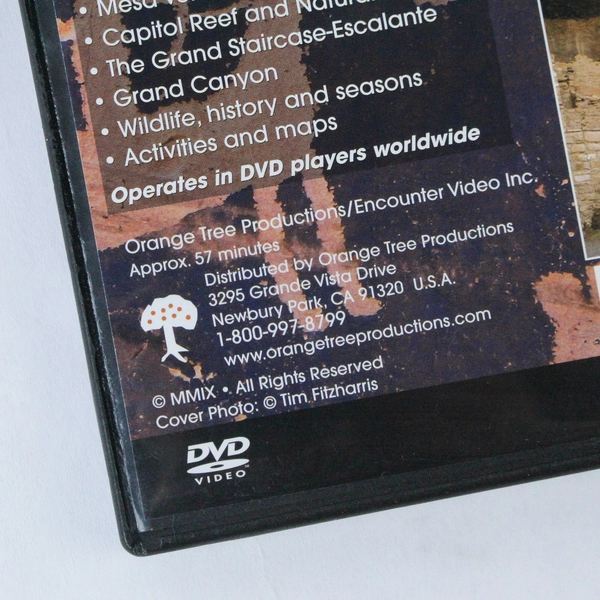 • Mesa
• Capitol Reef and
• The Grand Staircase-Escalante
• Grand Canyon
• Wildlife, history and seasons
• Activities and maps
Operates in DVD players worldwide
Orange Tree Productions/Encounter Video Inc.
Approx. 57 minutes
Distributed by Orange Tree Productions
3295 Grande Vista Drive
Newbury Park, CA 91320 U.S.A.
1-800-997-8799
www.orangetreeproductions.com
© MMIX • All Rights Reserved
Cover Photo: © Tim Fitzharris
DVD
VIDEO